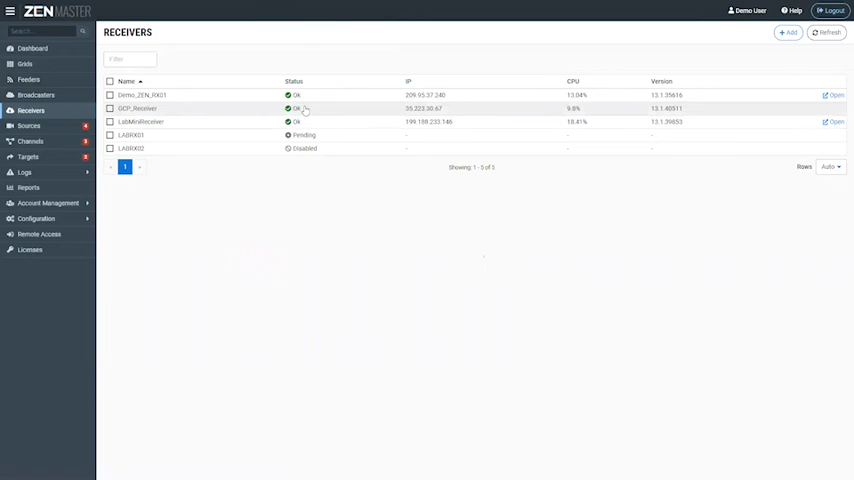 ZEN MASTER
Demo User
Help
Logout
Search...
Dashboard
Grids
Feeders
Broadcasters
Receivers
Sources 4
Channels 3
Targets 2
Logs
Reports
Account Management
Configuration
Remote Access
Licenses
RECEIVERS
+ Add
Refresh
Filter
Name Status IP CPU Version
Demo_ZEN_RX01 Ok 209.95.37.240 13.04% 13.1.35616 Open
GCP_Receiver Ok 35.223.30.67 9.8% 13.1.40511
LabMiniReceiver Ok 199.188.233.146 18.41% 13.1.39853 Open
LABRX01 Pending - - -
LABRX02 Disabled - - -
« 1 »
Showing: 1 - 5 of 5
Rows Auto